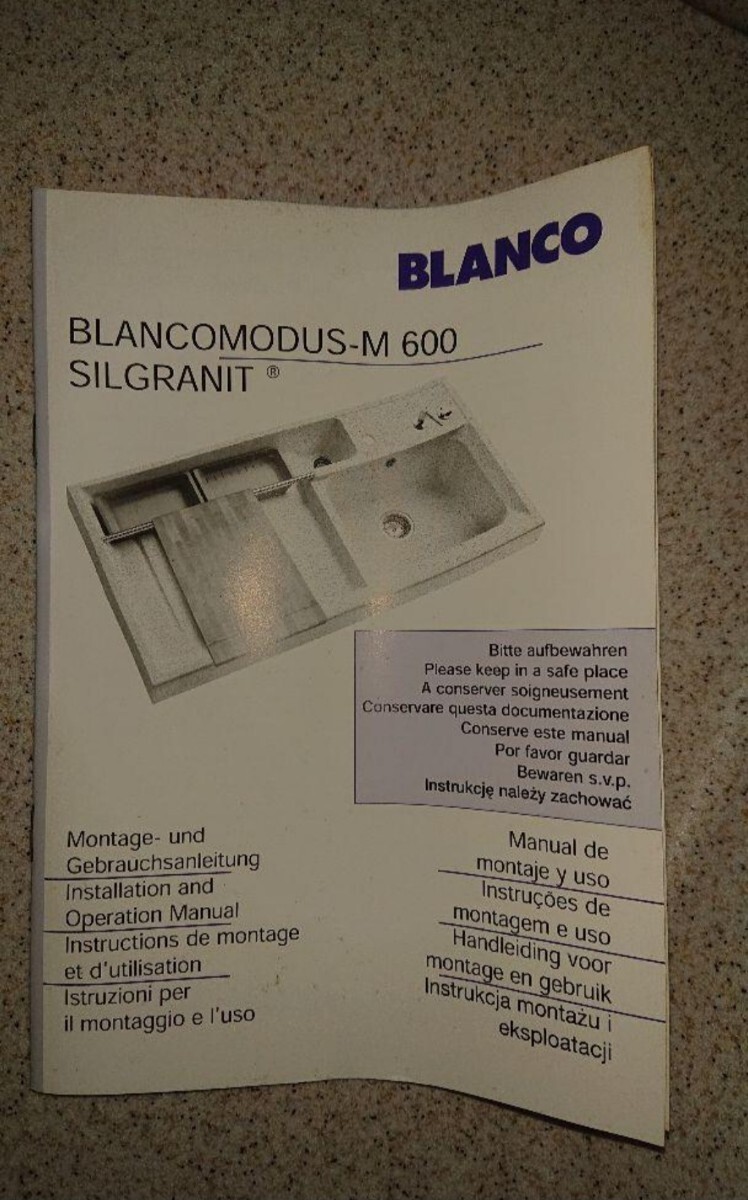 BLANCO
BLANCOMODUS-M 600
SILGRANIT ®
Bitte aufbewahren
Please keep in a safe place
A conserver soigneusement
Conservare questa documentazione
Conserve este manual
Por favor guardar
Bewaren s.v.p.
Instrukcję należy zachować
Montage- und
Gebrauchsanleitung
Installation and
Operation Manual
Instructions de montage
et d'utilisation
Istruzioni per
il montaggio e l'uso
Manual de
montaje y uso
Instruções de
montagem e uso
Handleiding voor
montage en gebruik
Instrukcja montażu i
eksploatacji